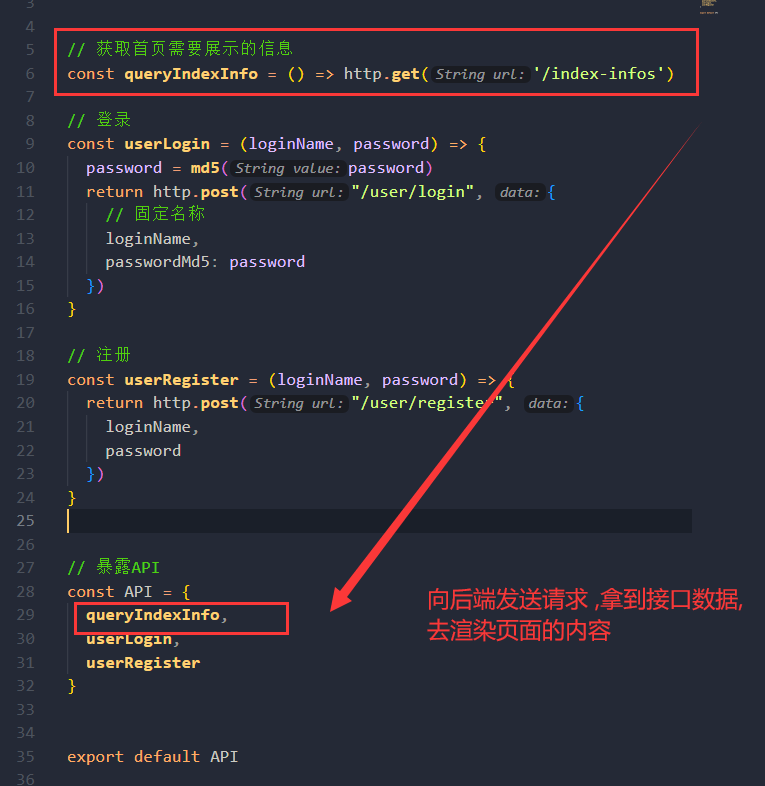 3
4
5 // 获取首页需要展示的信息
6 const queryIndexInfo = () => http.get( String url: '/index-infos')
7
8 // 登录
9 const userLogin = (loginName, password) => {
10 password = md5( String value: password)
11 return http.post( String url: "/user/login", data: {
12 // 固定名称
13 loginName,
14 passwordMd5: password
15 })
16 }
17
18 // 注册
19 const userRegister = (loginName, password) => {
20 return http.post( String url: "/user/register", data: {
21 loginName,
22 password
23 })
24 }
25
26
27 // 暴露API
28 const API = {
29 queryIndexInfo,
30 userLogin,
31 userRegister
32 }
33
34
35 export default API
36
向后端发送请求 ,拿到接口数据,
去渲染页面的内容